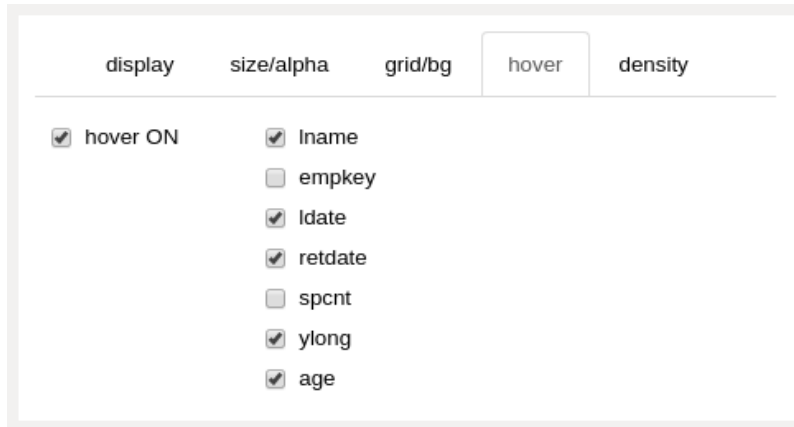 display size/alpha grid/bg hover density
hover ON lname
empkey
ldate
retdate
spcnt
ylong
age